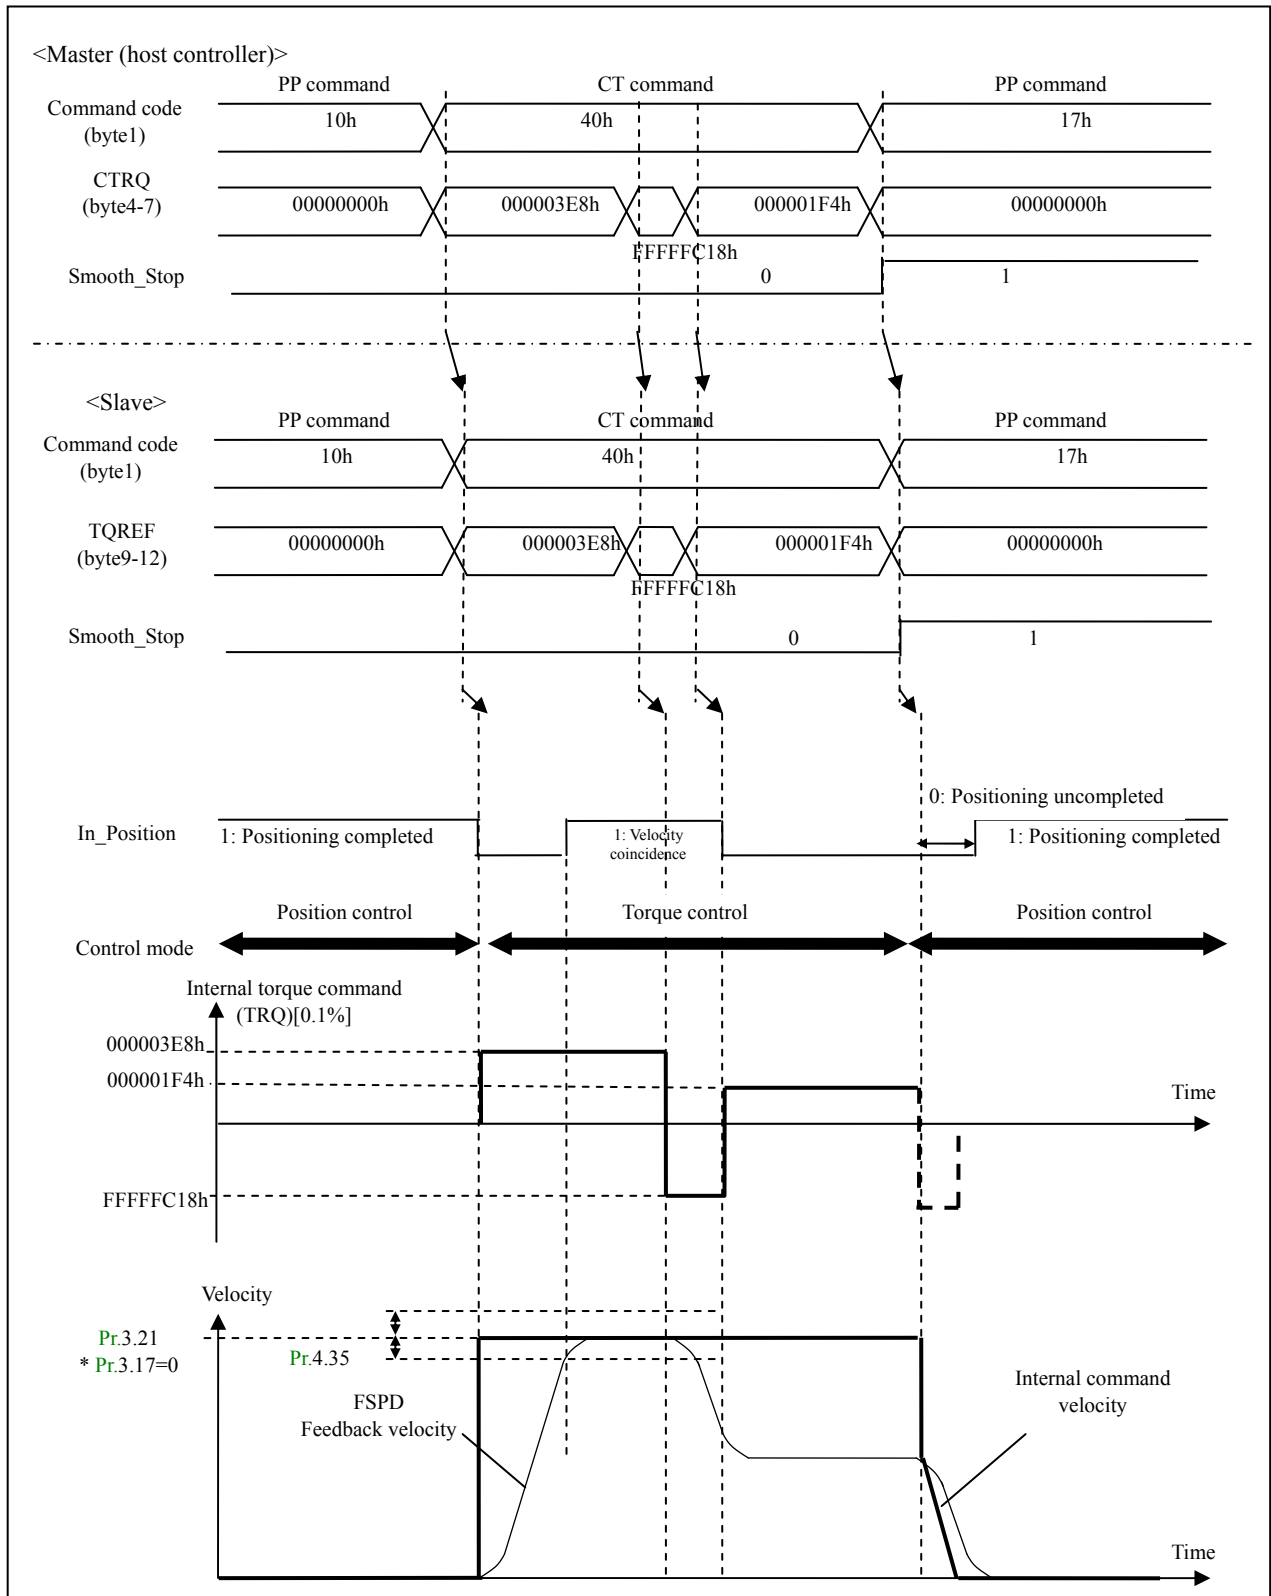 <Master (host controller)>
PP command CT command PP command
Command code
(byte1)
10h 40h 17h
CTRQ
(byte4-7)
00000000h 000003E8h 000001F4h 00000000h
FFFFFC18h
Smooth_Stop 0 1
<Slave>
PP command CT command PP command
Command code
(byte1)
10h 40h 17h
TQREF
(byte9-12)
00000000h 000003E8h 000001F4h 00000000h
FFFFFC18h
Smooth_Stop 0 1
0: Positioning uncompleted
In_Position 1: Positioning completed 1: Velocity
coincidence
1: Positioning completed
Position control Torque control Position control
Control mode
Internal torque command
(TRQ)[0.1%]
000003E8h
000001F4h
Time
FFFFFC18h
Velocity
Pr.3.21
* Pr.3.17=0
Pr.4.35
FSPD
Feedback velocity
Internal command
velocity
Time